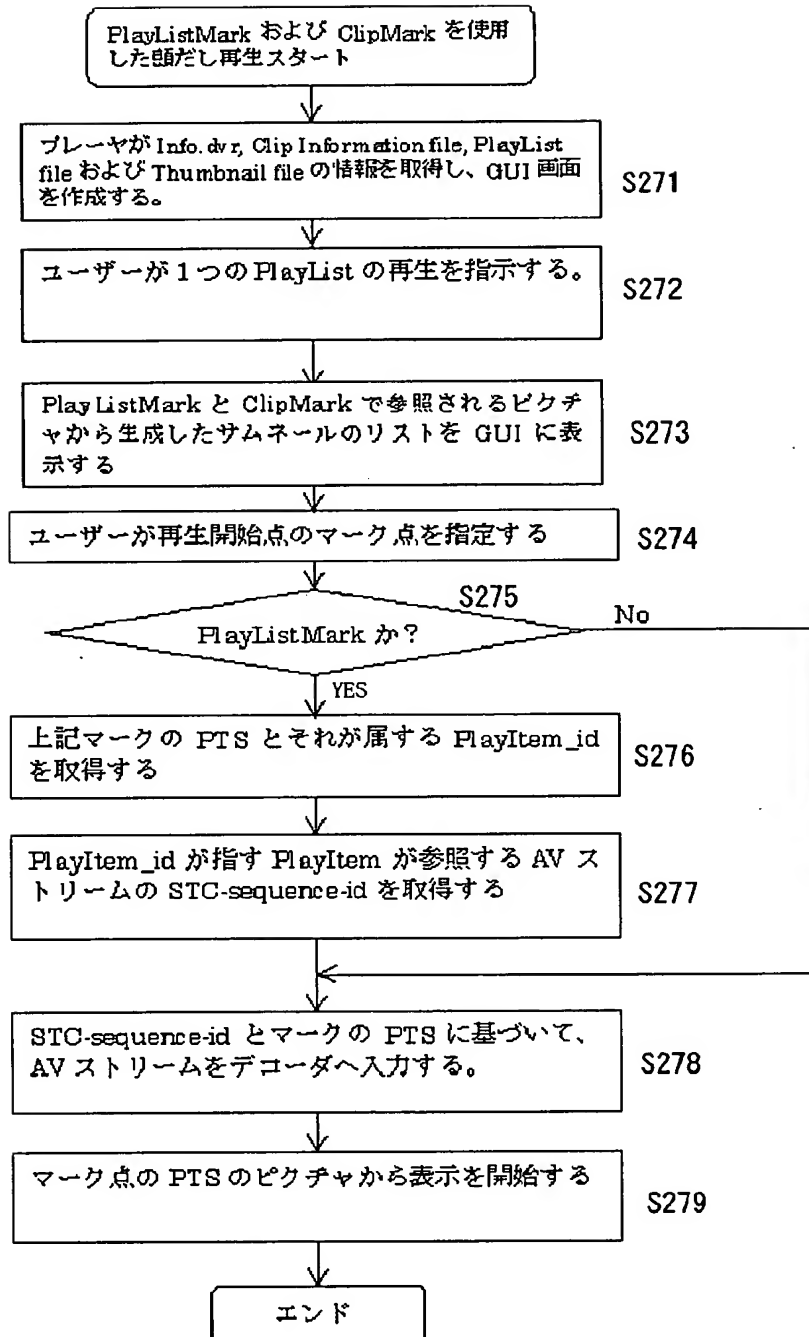 PlayListMark および ClipMark を使用
した頭だし再生スタート
プレーヤが Info.dvr, Clip Information file, PlayList
file および Thumbnail file の情報を取得し、GUI 画面
を作成する。
S271
ユーザーが1つの PlayList の再生を指示する。
S272
PlayListMark と ClipMark で参照されるピクチ
ャから生成したサムネールのリストを GUI に表
示する
S273
ユーザーが再生開始点のマーク点を指定する
S274
S275
PlayListMark か?
No
YES
上記マークの PTS とそれが属する PlayItem_id
を取得する
S276
PlayItem_id が指す PlayItem が参照する AV ス
トリームの STC-sequence-id を取得する
S277
STC-sequence-id とマークの PTS に基づいて、
AV ストリームをデコーダへ入力する。
S278
マーク点の PTS のピクチャから表示を開始する
S279
エンド